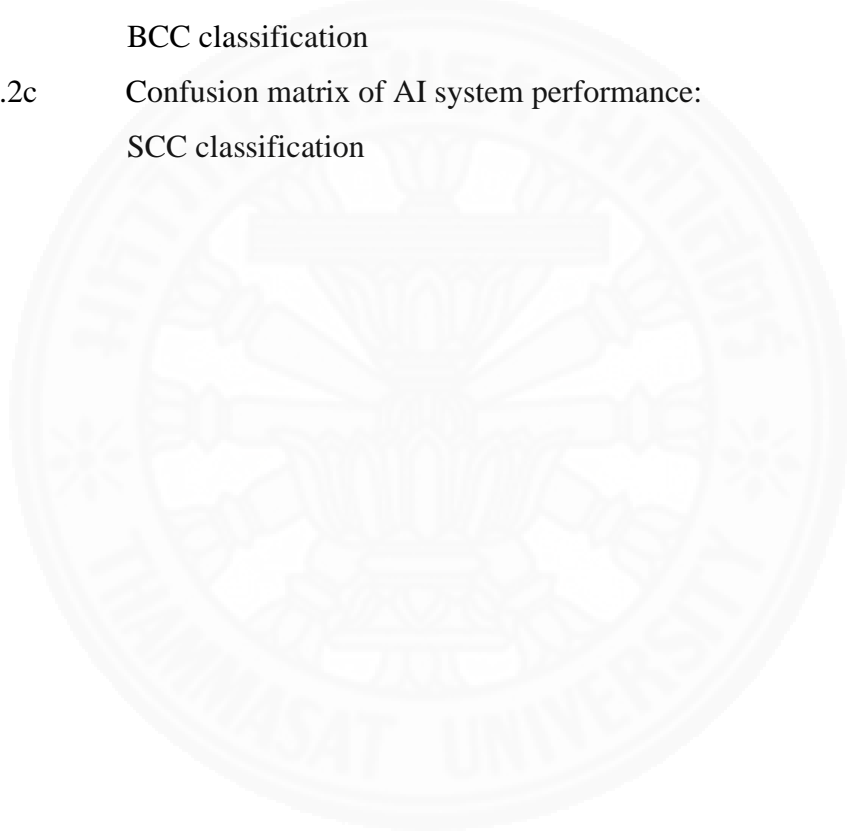 BCC classification
.2c Confusion matrix of AI system performance:
SCC classification
THAMMASAT UNIVERSITY